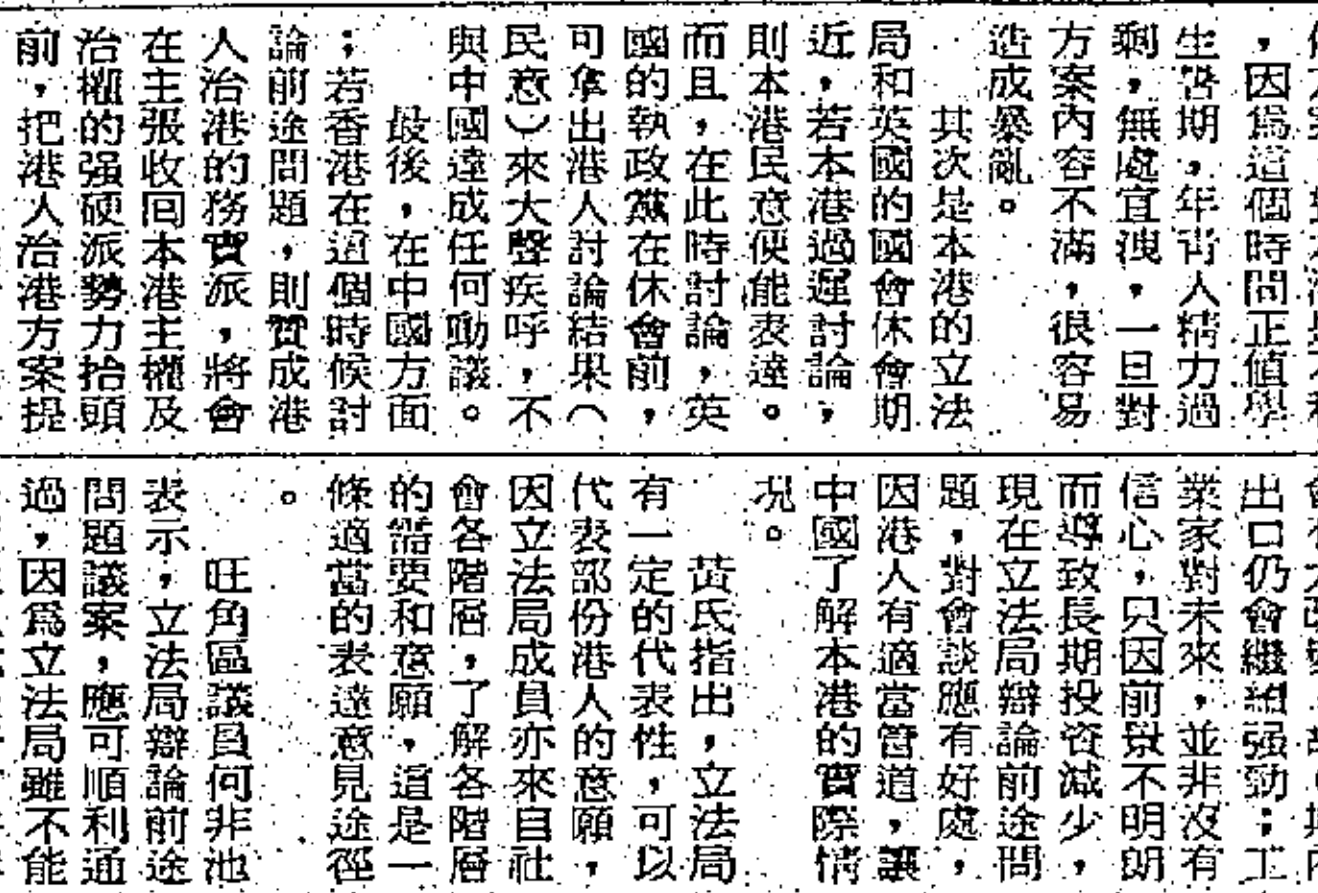 ，因為這個時間正值學
生暑期，年青人精力過
剩，無處宣洩，一旦對
方案內容不滿，很容易
造成暴亂。
其次是本港的立法
局和英國的國會休會期
近，若本港過遲討論，
則本港民意便能表達。
而且，在此時討論，英
國的執政黨在休會前，
可拿出港人討論結果（
民意）來大聲疾呼，不
與中國達成任何動議。
最後，在中國方面
；若香港在這個時候討
論前途問題，則贊成港
人治港的務實派，將會
在主張收回本港主權及
治權的强硬派勢力抬頭
前，把港人治港方案提
出口仍會繼續强勁；工
業家對未來，並非沒有
信心，只因前景不明朗
而導致長期投資減少，
現在立法局辯論前途問
題，對會談應有好處，
因港人有適當管道，讓
中國了解本港的實際情
况。
黃氏指出，立法局
有一定的代表性，可以
代表部份港人的意願，
因立法局成員亦來自社
會各階層，了解各階層
的需要和意願，這是一
條適當的表達意見途徑
。
旺角區議員何非池
表示，立法局辯論前途
問題議案，應可順利通
過，因為立法局雖不能